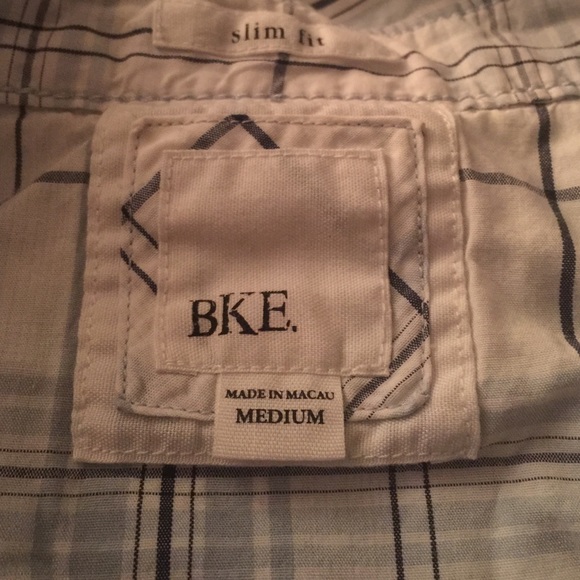 slim fit
BKE.
MADE IN MACAU
MEDIUM